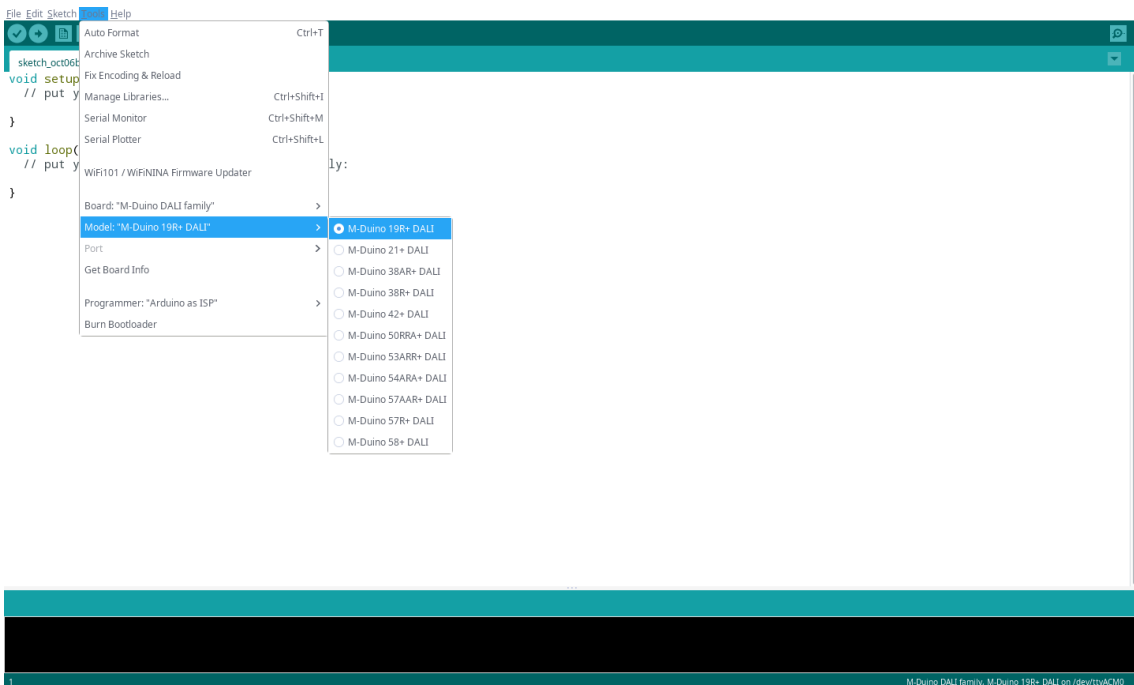 File Edit Sketch Tools Help
Auto Format Ctrl+T
Archive Sketch
Fix Encoding & Reload
Manage Libraries... Ctrl+Shift+I
Serial Monitor Ctrl+Shift+M
Serial Plotter Ctrl+Shift+L
WiFi101 / WiFiNINA Firmware Updater
Board: "M-Duino DALI family"
Model: "M-Duino 19R+ DALI"
Port
Get Board Info
Programmer: "Arduino as ISP"
Burn Bootloader
M-Duino 19R+ DALI
M-Duino 21+ DALI
M-Duino 38AR+ DALI
M-Duino 38R+ DALI
M-Duino 42+ DALI
M-Duino 50RRA+ DALI
M-Duino 53ARR+ DALI
M-Duino 54ARA+ DALI
M-Duino 57AAR+ DALI
M-Duino 57R+ DALI
M-Duino 58+ DALI
sketch_oct06b
void setup
// put y
}
void loop(
// put y ly:
}
1 M-Duino DALI family, M-Duino 19R+ DALI on /dev/ttyACM0